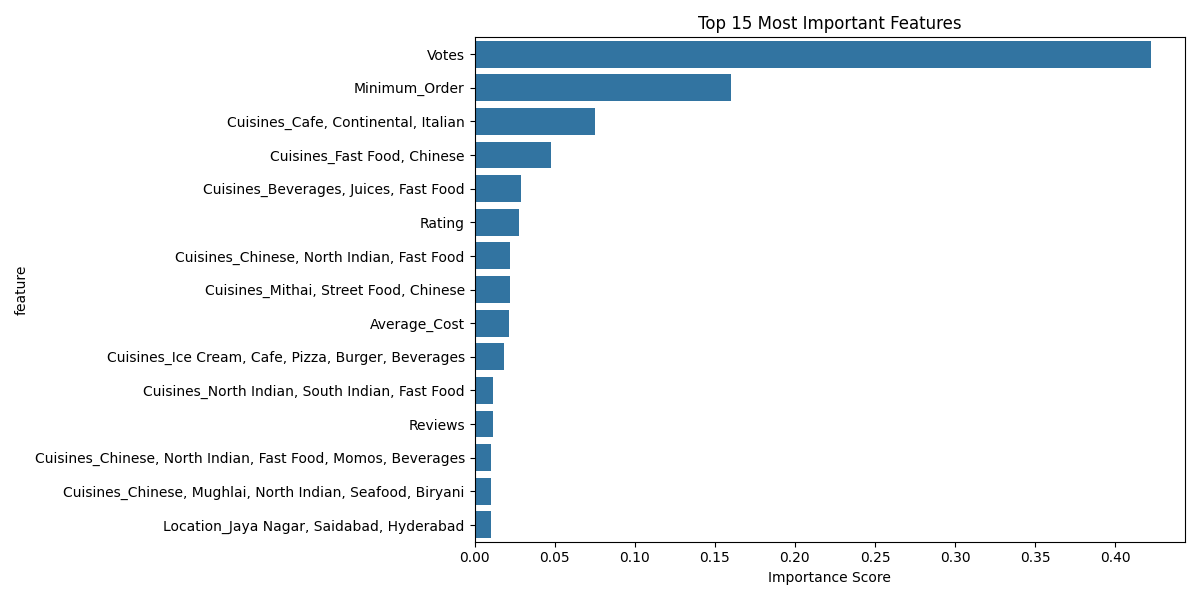 Top 15 Most Important Features
Votes
Minimum_Order
Cuisines_Cafe, Continental, Italian
Cuisines_Fast Food, Chinese
Cuisines_Beverages, Juices, Fast Food
Rating
Cuisines_Chinese, North Indian, Fast Food
Cuisines_Mithai, Street Food, Chinese
Average_Cost
Cuisines_Ice Cream, Cafe, Pizza, Burger, Beverages
Cuisines_North Indian, South Indian, Fast Food
Reviews
Cuisines_Chinese, North Indian, Fast Food, Momos, Beverages
Cuisines_Chinese, Mughlai, North Indian, Seafood, Biryani
Location_Jaya Nagar, Saidabad, Hyderabad
feature
0.00 0.05 0.10 0.15 0.20 0.25 0.30 0.35 0.40
Importance Score